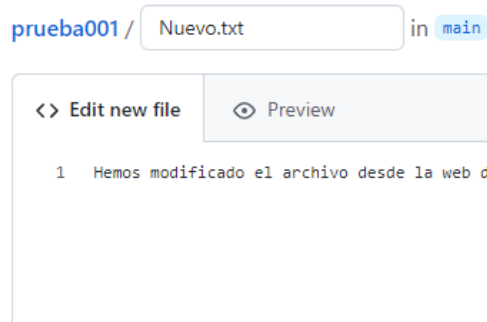 prueba001 / Nuevo.txt in main
<> Edit new file Preview
1 Hemos modificado el archivo desde la web